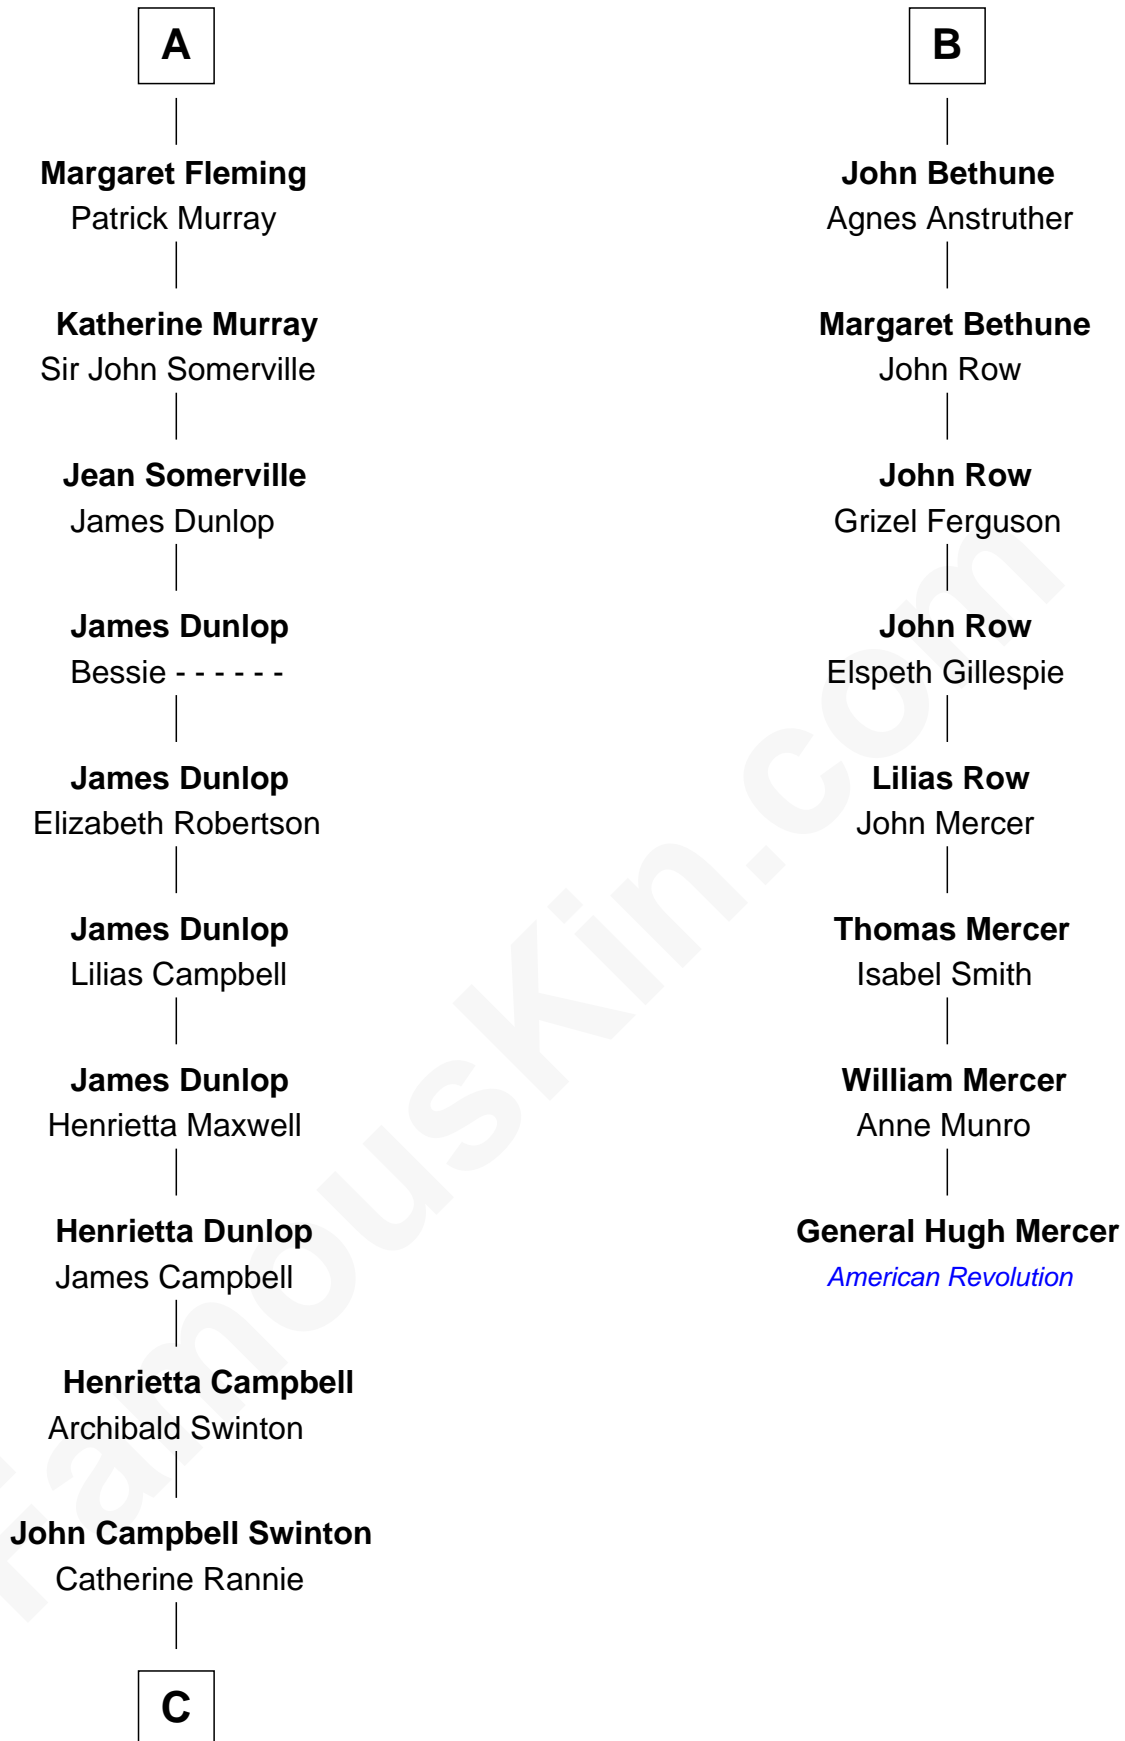 A
Margaret Fleming
Patrick Murray
Katherine Murray
Sir John Somerville
Jean Somerville
James Dunlop
James Dunlop
Bessie - - - - - -
James Dunlop
Elizabeth Robertson
James Dunlop
Lilias Campbell
James Dunlop
Henrietta Maxwell
Henrietta Dunlop
James Campbell
Henrietta Campbell
Archibald Swinton
John Campbell Swinton
Catherine Rannie
C
B
John Bethune
Agnes Anstruther
Margaret Bethune
John Row
John Row
Grizel Ferguson
John Row
Elspeth Gillespie
Lilias Row
John Mercer
Thomas Mercer
Isabel Smith
William Mercer
Anne Munro
General Hugh Mercer
American Revolution
FamousKin.com